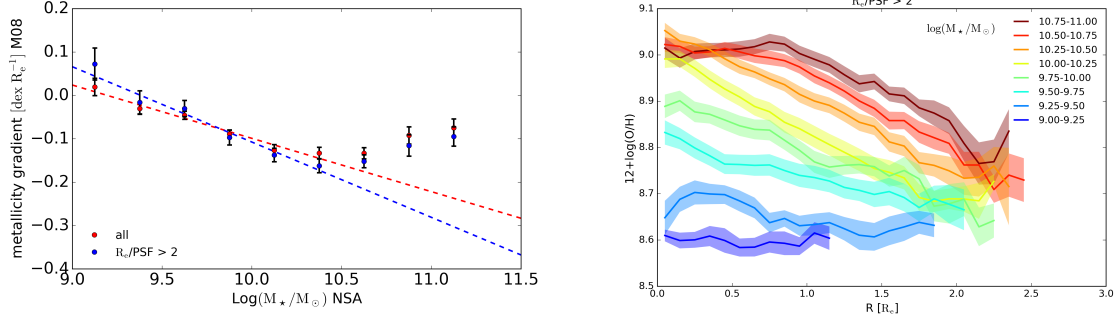 0.2
0.1
0.0
−0.1
−0.2
−0.3
−0.4
metallicity gradient [dex R_e^{-1}] M08
all
R_e/PSF > 2
9.0 9.5 10.0 10.5 11.0 11.5
Log(M⋆/M⊙) NSA
R_e/PSF > 2
9.1
9.0
8.9
8.8
8.7
8.6
8.5
12+log(O/H)
log(M⋆/M⊙)
10.75-11.00
10.50-10.75
10.25-10.50
10.00-10.25
9.75-10.00
9.50-9.75
9.25-9.50
9.00-9.25
0.0 0.5 1.0 1.5 2.0 2.5 3.0
R [R_e]